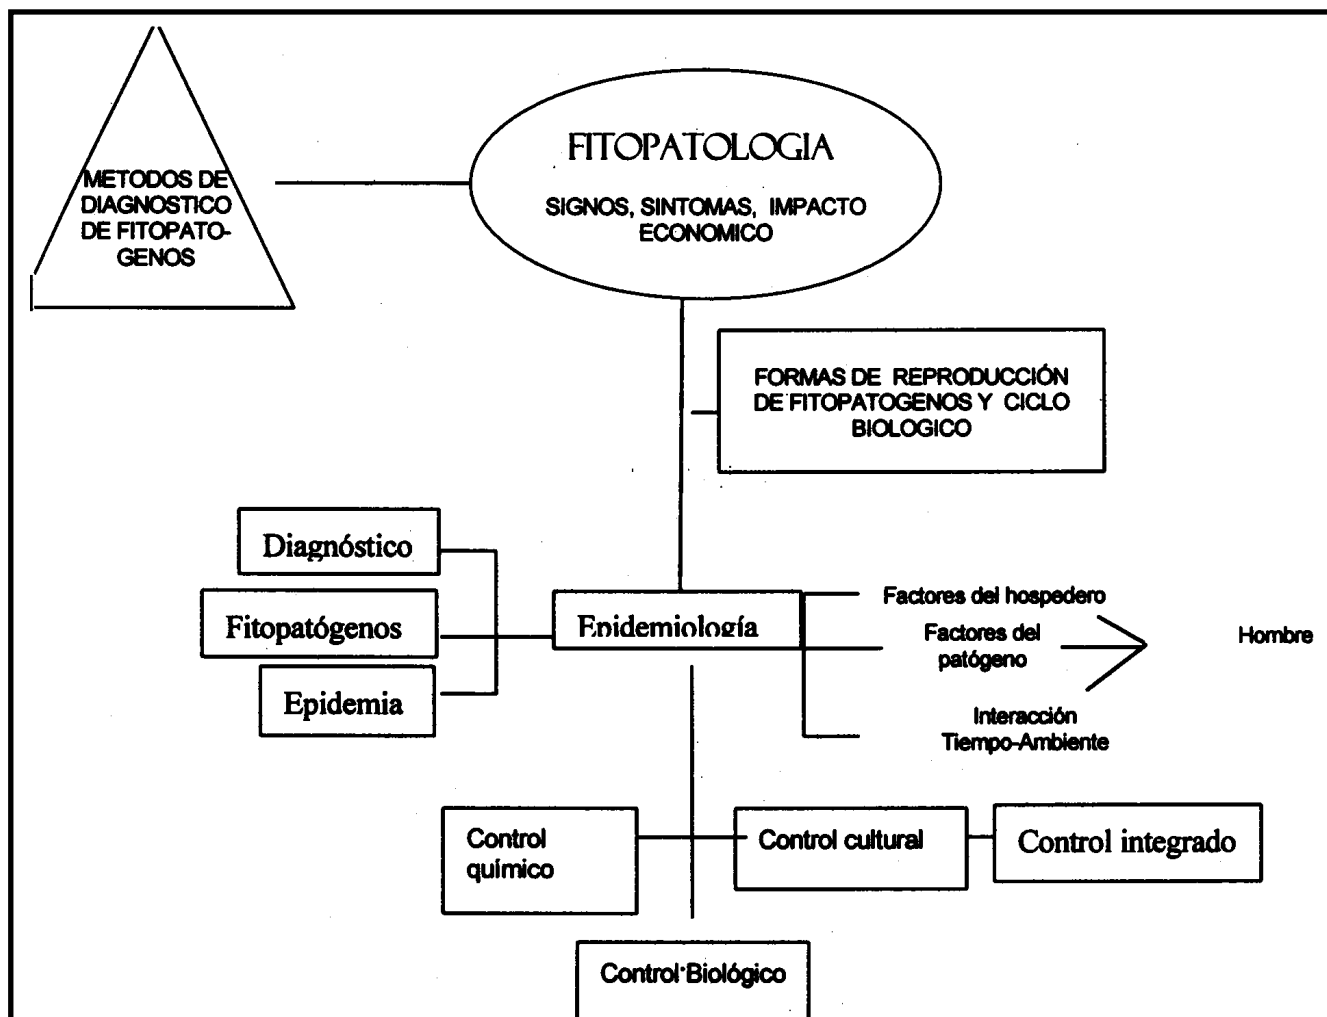 METODOS DE
DIAGNOSTICO
DE FITOPATO-
GENOS
FITOPATOLOGIA
SIGNOS, SINTOMAS, IMPACTO
ECONOMICO
FORMAS DE REPRODUCCIÓN
DE FITOPATOGENOS Y CICLO
BIOLOGICO
Diagnóstico
Fitopatógenos
Epidemia
Epidemiología
Factores del hospedero
Factores del
patógeno
Interacción
Tiempo-Ambiente
Hombre
Control
químico
Control cultural
Control integrado
Control Biológico